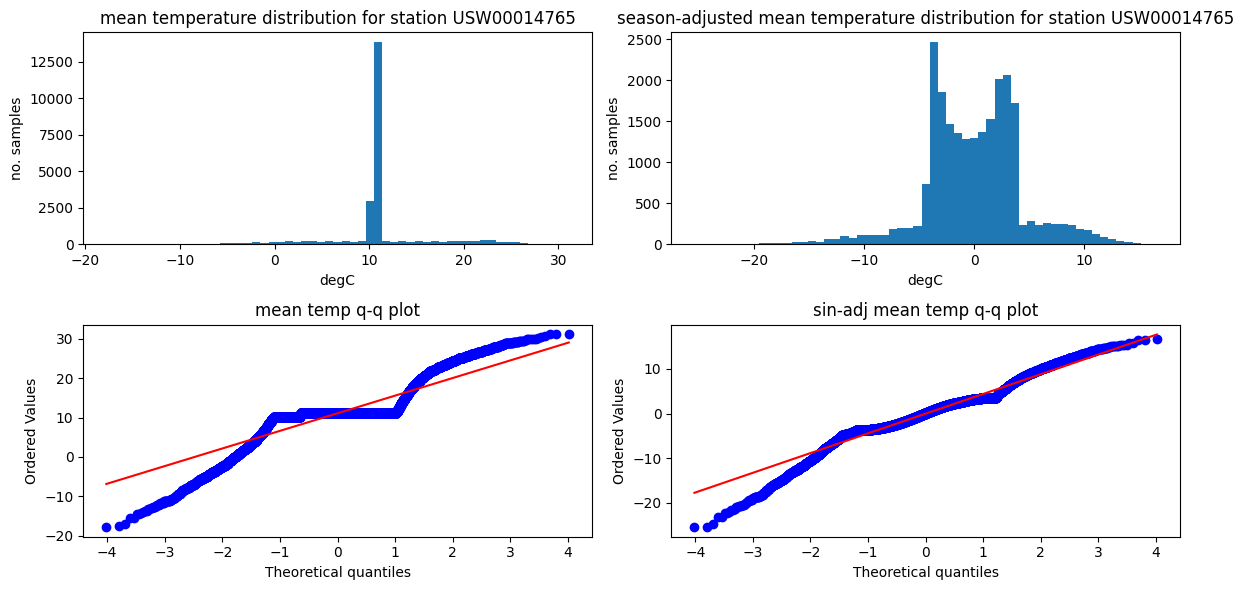 mean temperature distribution for station USW00014765
no. samples
12500
10000
7500
5000
2500
0
−20 −10 0 10 20 30
degC
season-adjusted mean temperature distribution for station USW00014765
no. samples
2500
2000
1500
1000
500
0
−20 −10 0 10
degC
mean temp q-q plot
Ordered Values
30
20
10
0
−10
−20
−4 −3 −2 −1 0 1 2 3 4
Theoretical quantiles
sin-adj mean temp q-q plot
Ordered Values
10
0
−10
−20
−4 −3 −2 −1 0 1 2 3 4
Theoretical quantiles